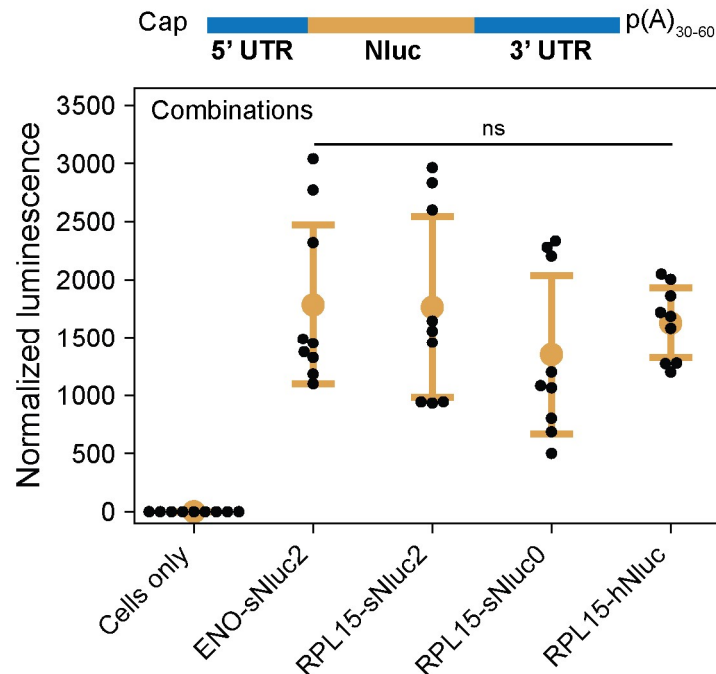 Cap 5' UTR Nluc 3' UTR p(A)30-60
Combinations
ns
Normalized luminescence
3500
3000
2500
2000
1500
1000
500
0
Cells only
ENO-sNluc2
RPL15-sNluc2
RPL15-sNluc0
RPL15-hNluc